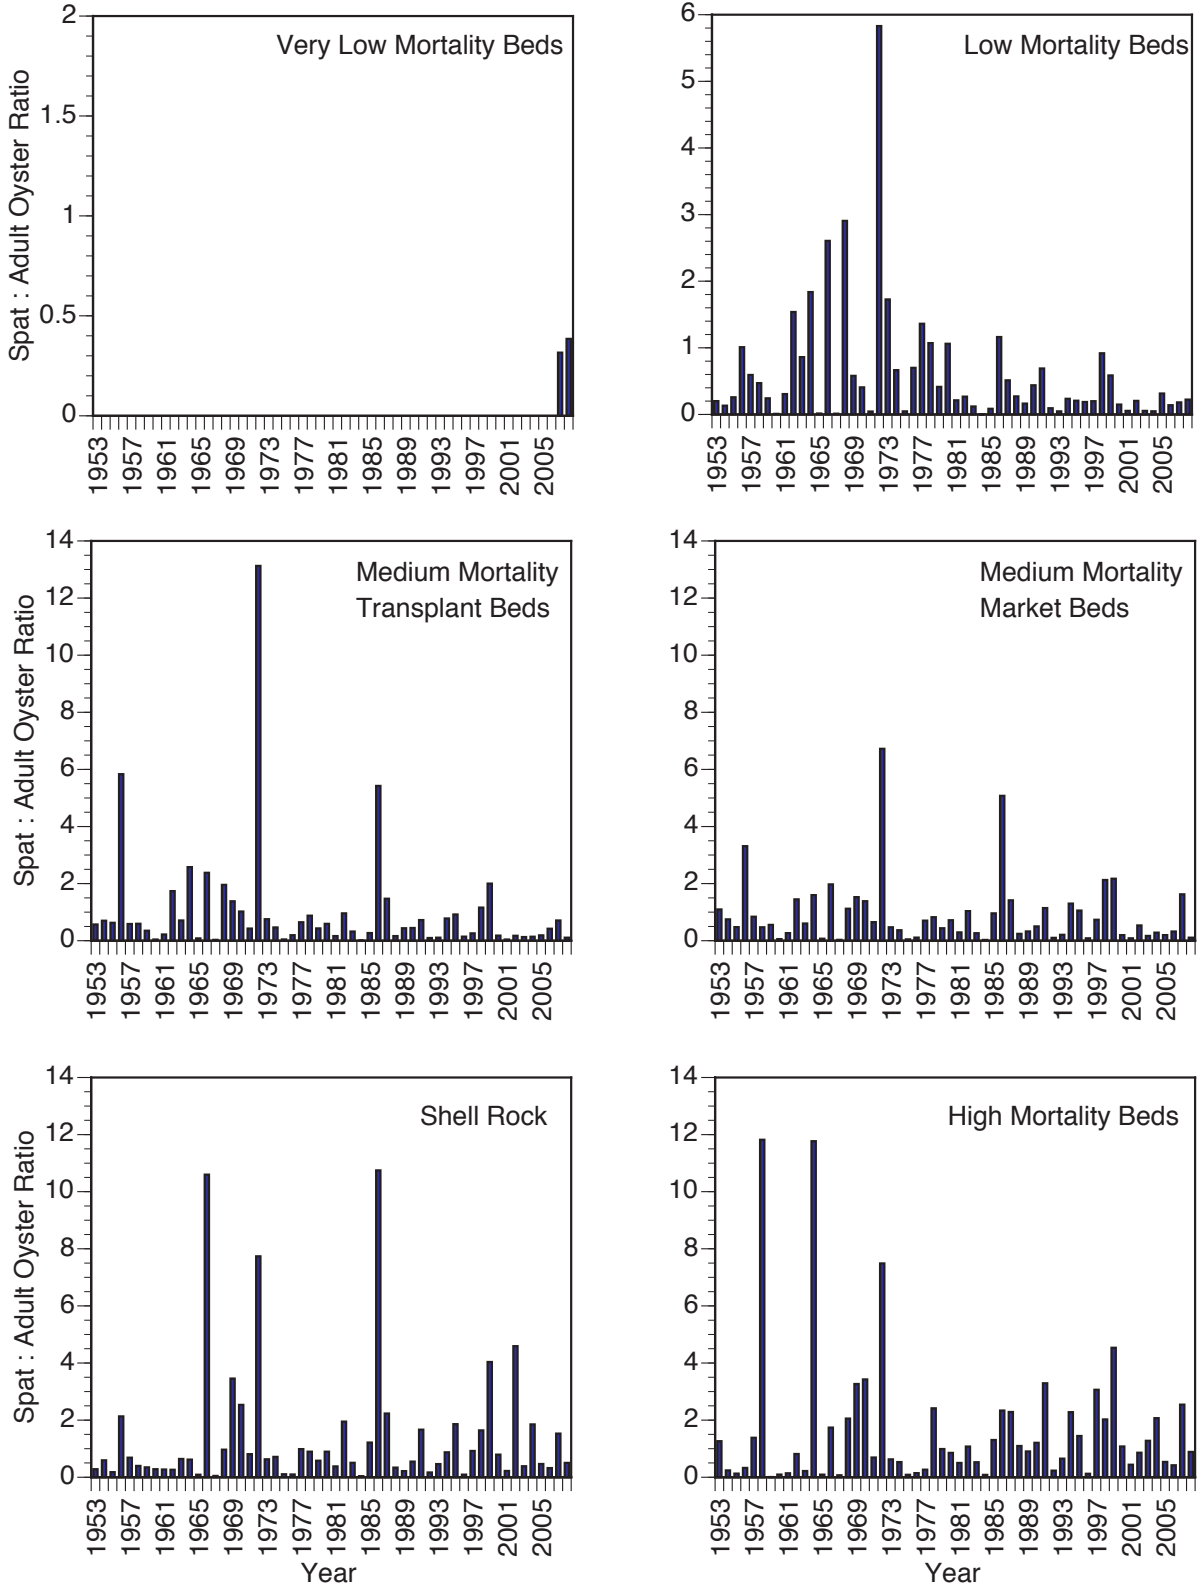 Very Low Mortality Beds
Spat : Adult Oyster Ratio
2
1.5
1
0.5
0
1953 1957 1961 1965 1969 1973 1977 1981 1985 1989 1993 1997 2001 2005
Low Mortality Beds
6
5
4
3
2
1
0
1953 1957 1961 1965 1969 1973 1977 1981 1985 1989 1993 1997 2001 2005
Medium Mortality
Transplant Beds
Spat : Adult Oyster Ratio
14
12
10
8
6
4
2
0
1953 1957 1961 1965 1969 1973 1977 1981 1985 1989 1993 1997 2001 2005
Medium Mortality
Market Beds
14
12
10
8
6
4
2
0
1953 1957 1961 1965 1969 1973 1977 1981 1985 1989 1993 1997 2001 2005
Shell Rock
Spat : Adult Oyster Ratio
14
12
10
8
6
4
2
0
1953 1957 1961 1965 1969 1973 1977 1981 1985 1989 1993 1997 2001 2005
Year
High Mortality Beds
14
12
10
8
6
4
2
0
1953 1957 1961 1965 1969 1973 1977 1981 1985 1989 1993 1997 2001 2005
Year